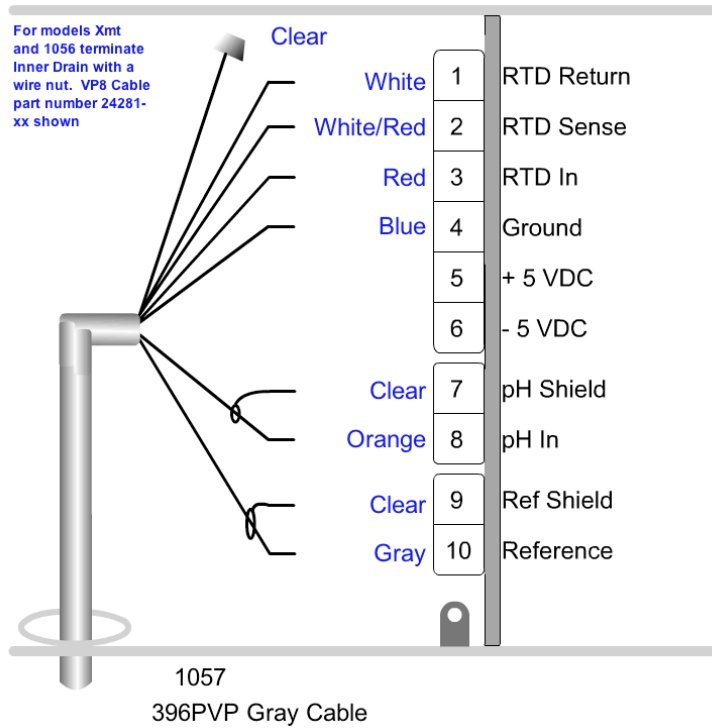 For models Xmt
and 1056 terminate
Inner Drain with a
wire nut. VP8 Cable
part number 24281-
xx shown
Clear
White 1 RTD Return
White/Red 2 RTD Sense
Red 3 RTD In
Blue 4 Ground
5 + 5 VDC
6 - 5 VDC
Clear 7 pH Shield
Orange 8 pH In
Clear 9 Ref Shield
Gray 10 Reference
1057
396PVP Gray Cable